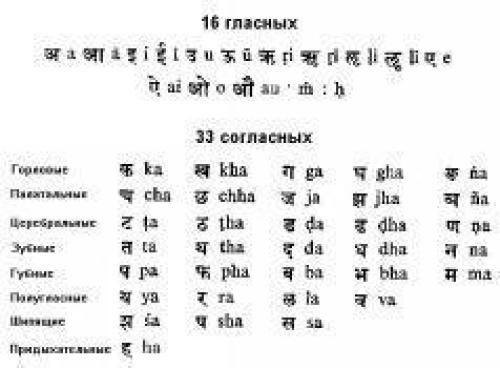 16 гласных
अ a आ ā इ i ई ī उ u ऊ ū ऋ ṛi ॠ ṛī ऌ ḷi ॡ ḷī ए e
ऐ ai ओ o औ au ˙ ṁ : ḥ
33 согласных
Горловые क ka ख kha ग ga घ gha ङ ṅa
Палатальные च cha छ chha ज ja झ jha ञ ña
Церебральные ट ṭa ठ ṭha ड ḍa ढ ḍha ण ṇa
Зубные त ta थ tha द da ध dha न na
Губные प pa फ pha ब ba भ bha म ma
Полугласные य ya र ra ल la व va
Шипящие श śa ष sha स sa
Придыхательные ह ha